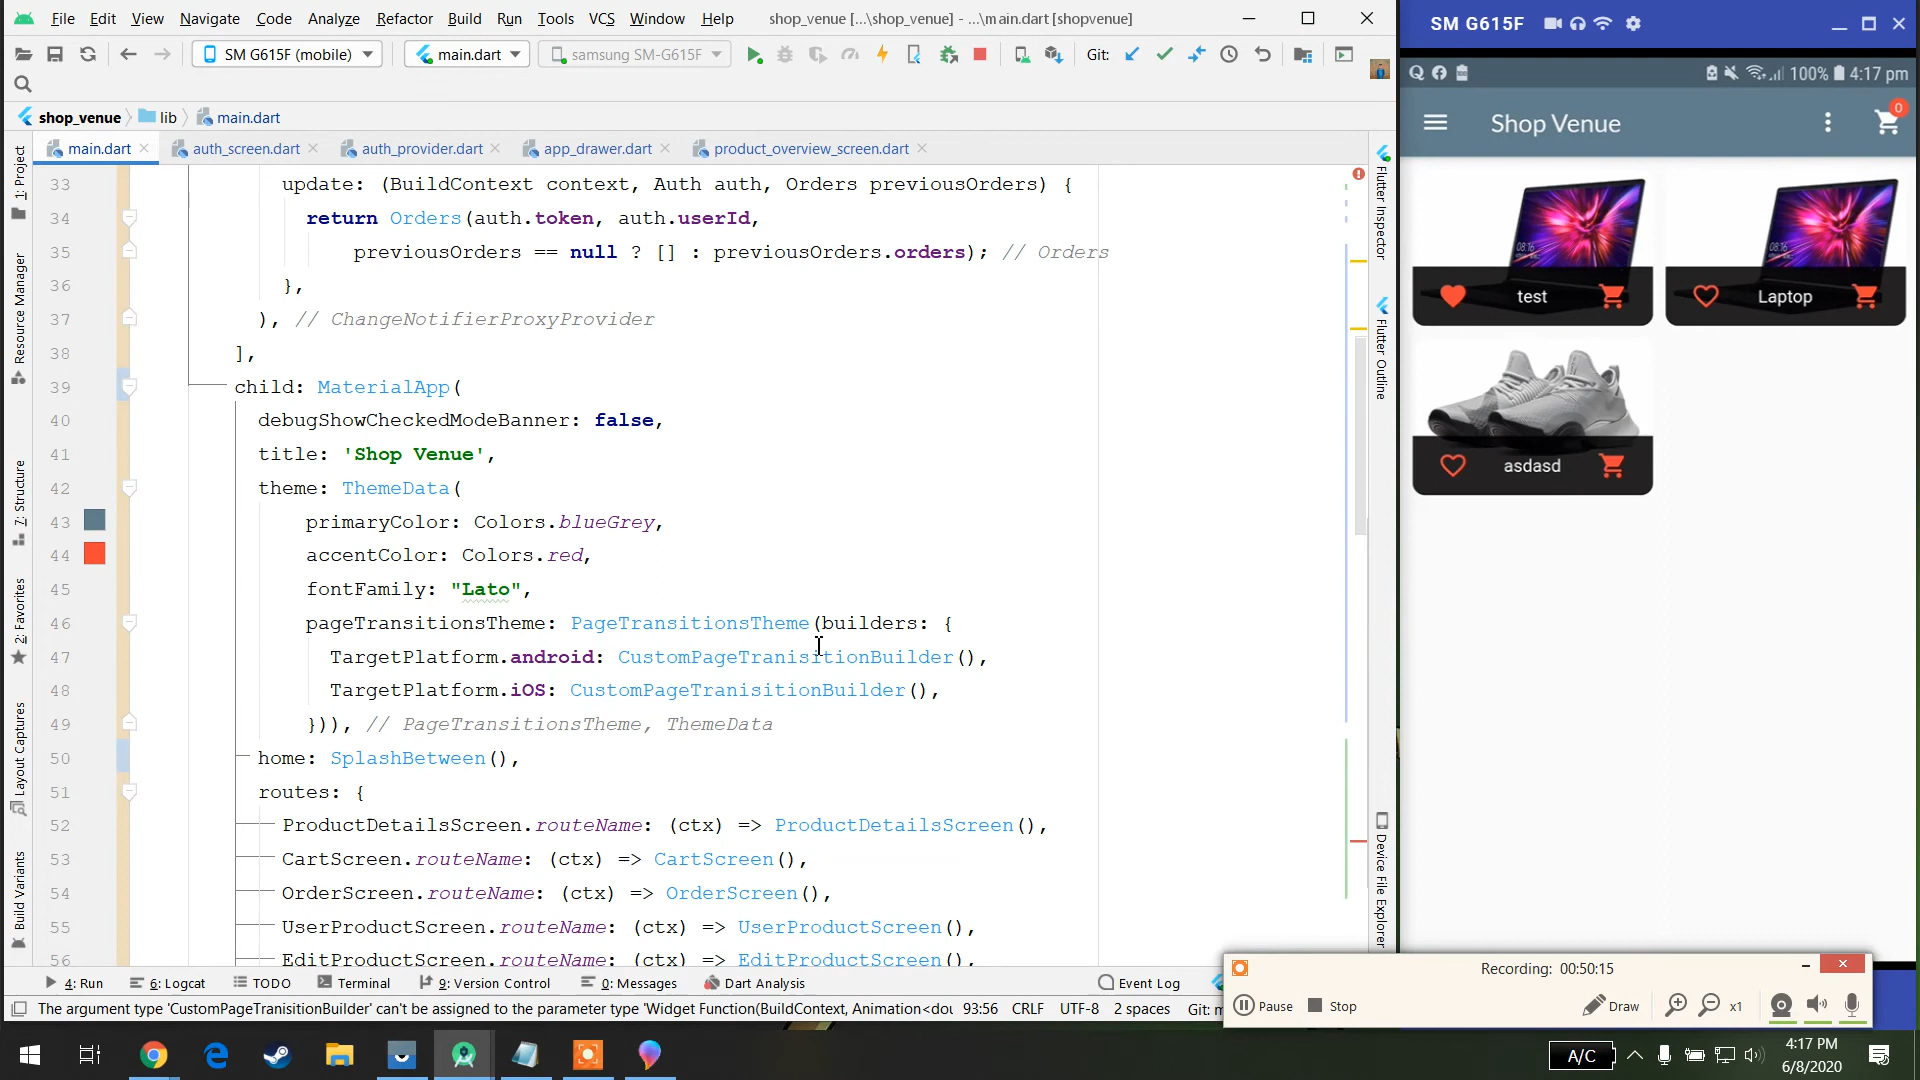 File Edit View Navigate Code Analyze Refactor Build Run Tools VCS Window Help shop_venue [...\shop_venue] - ...\main.dart [shopvenue]
SM G615F (mobile) main.dart samsung SM-G615F Git:
shop_venue lib main.dart
main.dart auth_screen.dart auth_provider.dart app_drawer.dart product_overview_screen.dart
33 update: (BuildContext context, Auth auth, Orders previousOrders) {
34 return Orders(auth.token, auth.userId,
35 previousOrders == null ? [] : previousOrders.orders); // Orders
36 },
37 ), // ChangeNotifierProxyProvider
38 ],
39 child: MaterialApp(
40 debugShowCheckedModeBanner: false,
41 title: 'Shop Venue',
42 theme: ThemeData(
43 primaryColor: Colors.blueGrey,
44 accentColor: Colors.red,
45 fontFamily: "Lato",
46 pageTransitionsTheme: PageTransitionsTheme(builders: {
47 TargetPlatform.android: CustomPageTranisitionBuilder(),
48 TargetPlatform.iOS: CustomPageTranisitionBuilder(),
49 })), // PageTransitionsTheme, ThemeData
50 home: SplashBetween(),
51 routes: {
52 ProductDetailsScreen.routeName: (ctx) => ProductDetailsScreen(),
53 CartScreen.routeName: (ctx) => CartScreen(),
54 OrderScreen.routeName: (ctx) => OrderScreen(),
55 UserProductScreen.routeName: (ctx) => UserProductScreen(),
56 EditProductScreen.routeName: (ctx) => EditProductScreen(),
1: Project
Resource Manager
7: Structure
2: Favorites
Layout Captures
Build Variants
Flutter Inspector
Flutter Outline
Device File Explorer
4: Run 6: Logcat TODO Terminal 9: Version Control 0: Messages Dart Analysis Event Log
The argument type 'CustomPageTranisitionBuilder' can't be assigned to the parameter type 'Widget Function(BuildContext, Animation<dou 93:56 CRLF UTF-8 2 spaces Git: m
SM G615F
100% 4:17 pm
Shop Venue 0
08:16 08:16
test Laptop
asdasd
Recording: 00:50:15
Pause Stop Draw x1
A/C 4:17 PM
6/8/2020